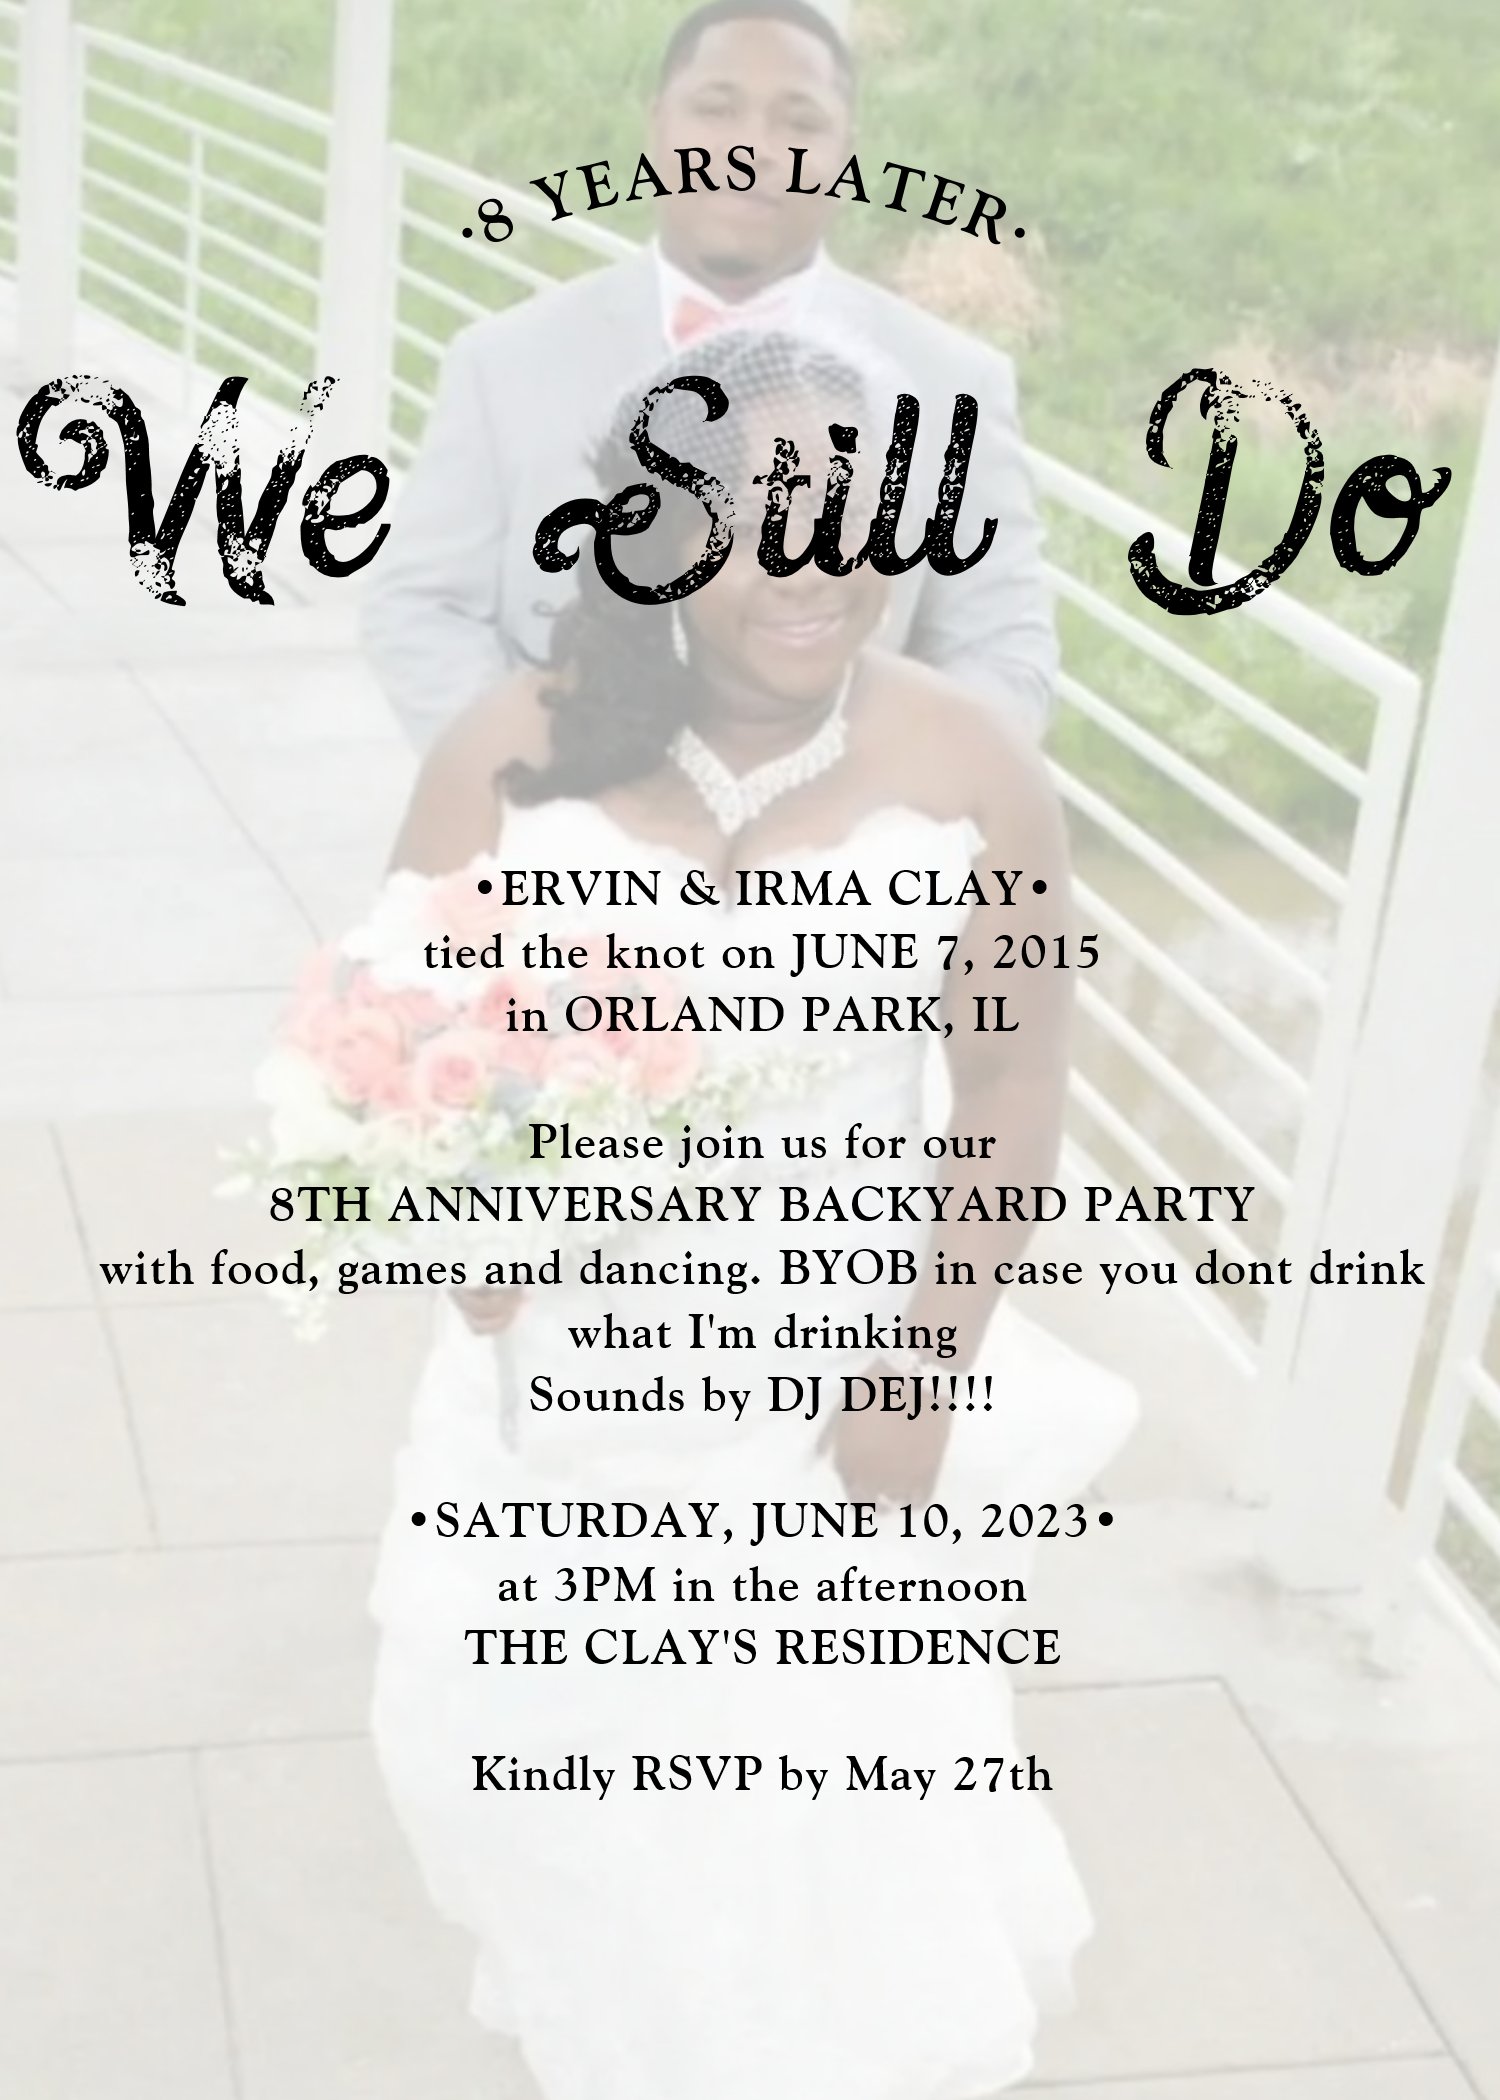 ·8 YEARS LATER·
We Still Do
•ERVIN & IRMA CLAY•
tied the knot on JUNE 7, 2015
in ORLAND PARK, IL
Please join us for our
8TH ANNIVERSARY BACKYARD PARTY
with food, games and dancing. BYOB in case you dont drink
what I'm drinking
Sounds by DJ DEJ!!!!
•SATURDAY, JUNE 10, 2023•
at 3PM in the afternoon
THE CLAY'S RESIDENCE
Kindly RSVP by May 27th